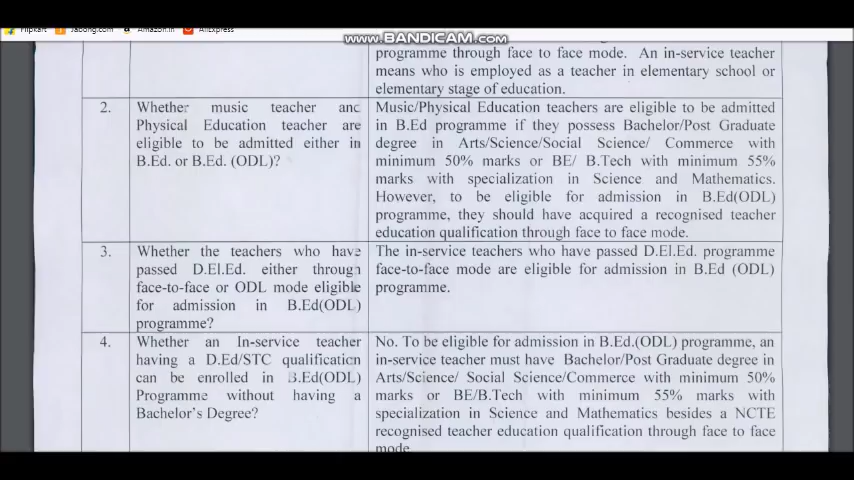 Flipkart Jabong.com Amazon.in AliExpress
www.BANDICAM.com
programme through face to face mode. An in-service teacher
means who is employed as a teacher in elementary school or
elementary stage of education.
2.
Whether music teacher and
Physical Education teacher are
eligible to be admitted either in
B.Ed. or B.Ed. (ODL)?
Music/Physical Education teachers are eligible to be admitted
in B.Ed programme if they possess Bachelor/Post Graduate
degree in Arts/Science/Social Science/ Commerce with
minimum 50% marks or BE/ B.Tech with minimum 55%
marks with specialization in Science and Mathematics.
However, to be eligible for admission in B.Ed(ODL)
programme, they should have acquired a recognised teacher
education qualification through face to face mode.
3.
Whether the teachers who have
passed D.El.Ed. either through
face-to-face or ODL mode eligible
for admission in B.Ed(ODL)
programme?
The in-service teachers who have passed D.El.Ed. programme
face-to-face mode are eligible for admission in B.Ed (ODL)
programme.
4.
Whether an In-service teacher
having a D.Ed/STC qualification
can be enrolled in B.Ed(ODL)
Programme without having a
Bachelor's Degree?
No. To be eligible for admission in B.Ed.(ODL) programme, an
in-service teacher must have Bachelor/Post Graduate degree in
Arts/Science/ Social Science/Commerce with minimum 50%
marks or BE/B.Tech with minimum 55% marks with
specialization in Science and Mathematics besides a NCTE
recognised teacher education qualification through face to face
mode